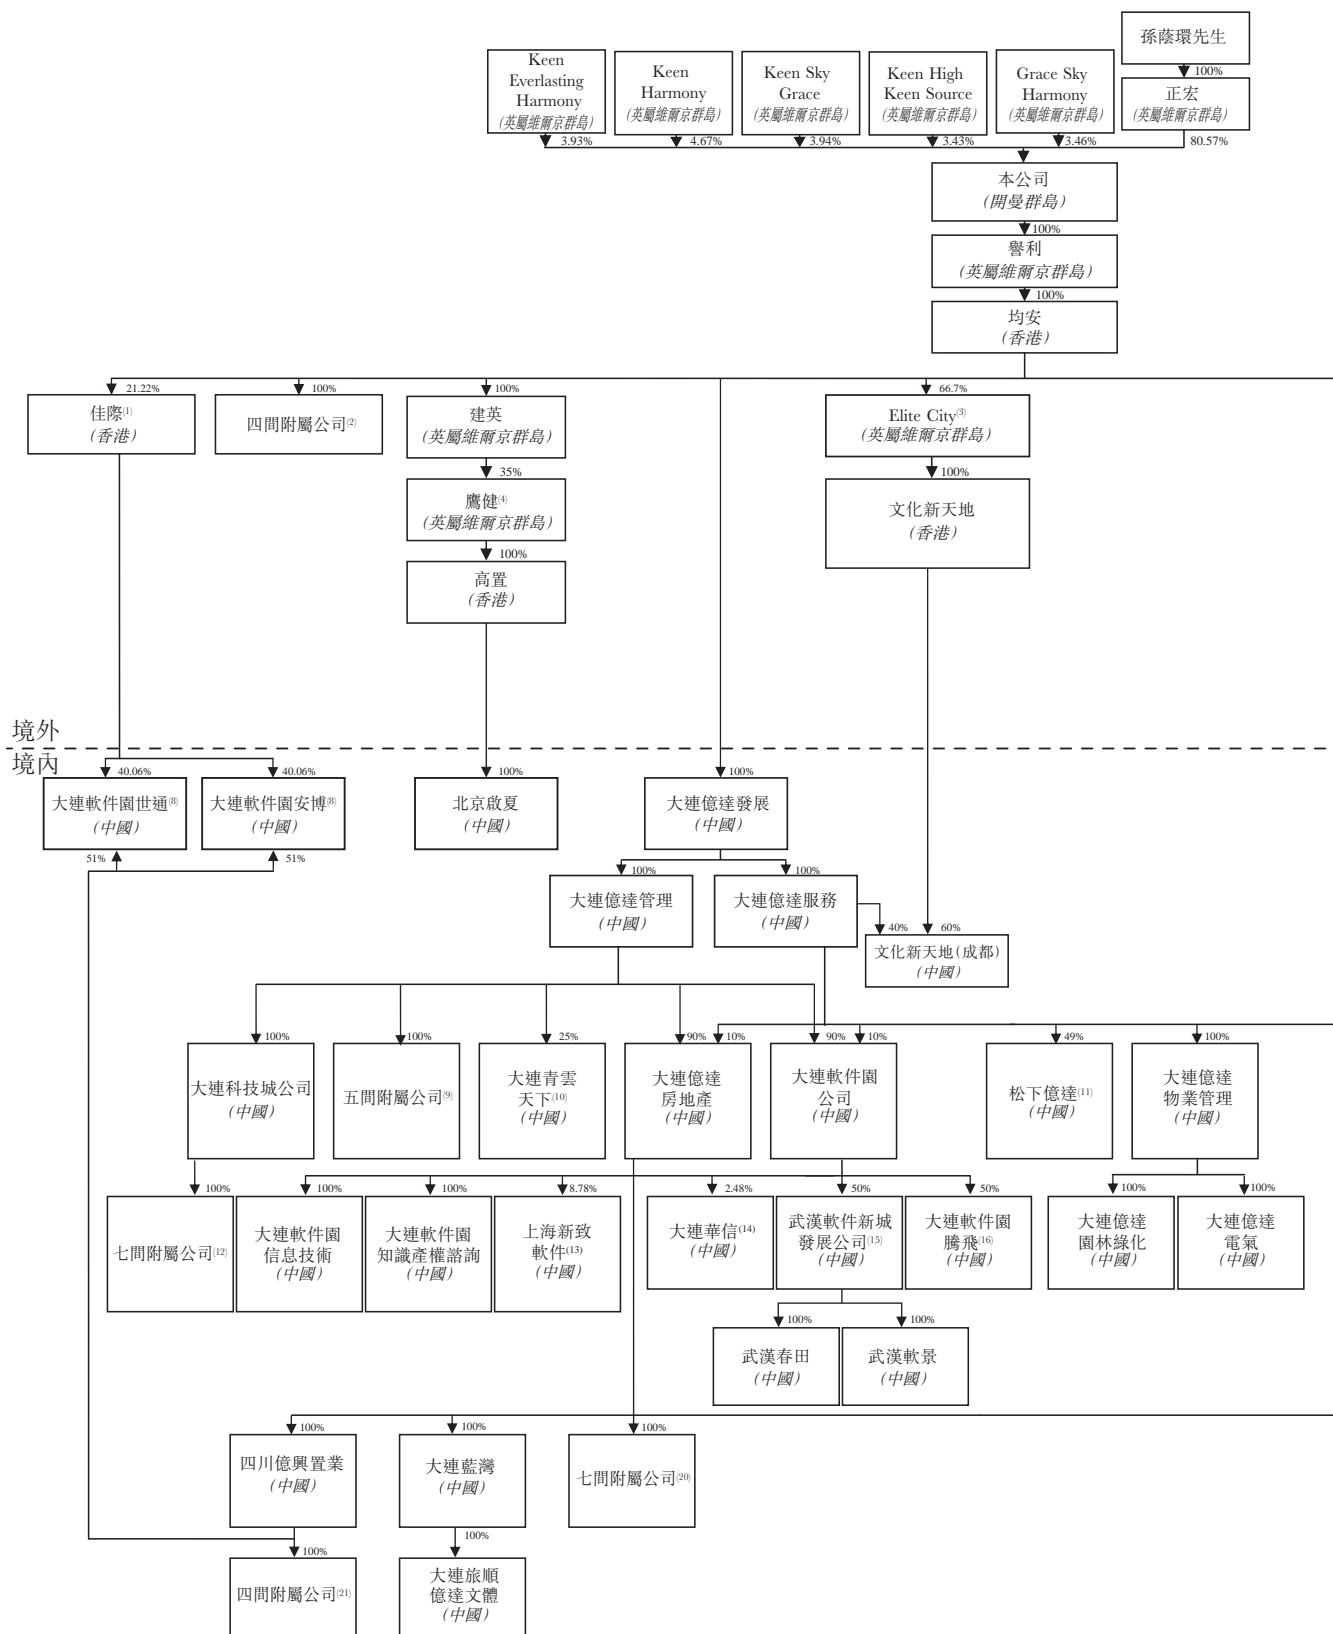 孫蔭環先生
100%
Keen
Everlasting
Harmony
(英屬維爾京群島)
Keen
Harmony
(英屬維爾京群島)
Keen Sky
Grace
(英屬維爾京群島)
Keen High
Keen Source
(英屬維爾京群島)
Grace Sky
Harmony
(英屬維爾京群島)
正宏
(英屬維爾京群島)
3.93%
4.67%
3.94%
3.43%
3.46%
80.57%
本公司
(開曼群島)
100%
譽利
(英屬維爾京群島)
100%
均安
(香港)
21.22%
100%
100%
66.7%
佳際(1)
(香港)
四間附屬公司(2)
建英
(英屬維爾京群島)
Elite City(3)
(英屬維爾京群島)
35%
100%
鷹健(4)
(英屬維爾京群島)
文化新天地
(香港)
100%
高置
(香港)
境外
境內
40.06%
40.06%
100%
100%
大連軟件園世通(8)
(中國)
大連軟件園安博(8)
(中國)
北京啟夏
(中國)
大連億達發展
(中國)
51%
51%
100%
100%
大連億達管理
(中國)
大連億達服務
(中國)
40%
60%
文化新天地(成都)
(中國)
100%
100%
25%
90%
10%
90%
10%
49%
100%
大連科技城公司
(中國)
五間附屬公司(9)
大連青雲
天下(10)
(中國)
大連億達
房地產
(中國)
大連軟件園
公司
(中國)
松下億達(11)
(中國)
大連億達
物業管理
(中國)
100%
100%
100%
8.78%
2.48%
50%
50%
100%
100%
七間附屬公司(12)
大連軟件園
信息技術
(中國)
大連軟件園
知識產權諮詢
(中國)
上海新致
軟件(13)
(中國)
大連華信(14)
(中國)
武漢軟件新城
發展公司(15)
(中國)
大連軟件園
騰飛(16)
(中國)
大連億達
園林綠化
(中國)
大連億達
電氣
(中國)
100%
100%
武漢春田
(中國)
武漢軟景
(中國)
100%
100%
100%
四川億興置業
(中國)
大連藍灣
(中國)
七間附屬公司(20)
100%
100%
四間附屬公司(21)
大連旅順
億達文體
(中國)